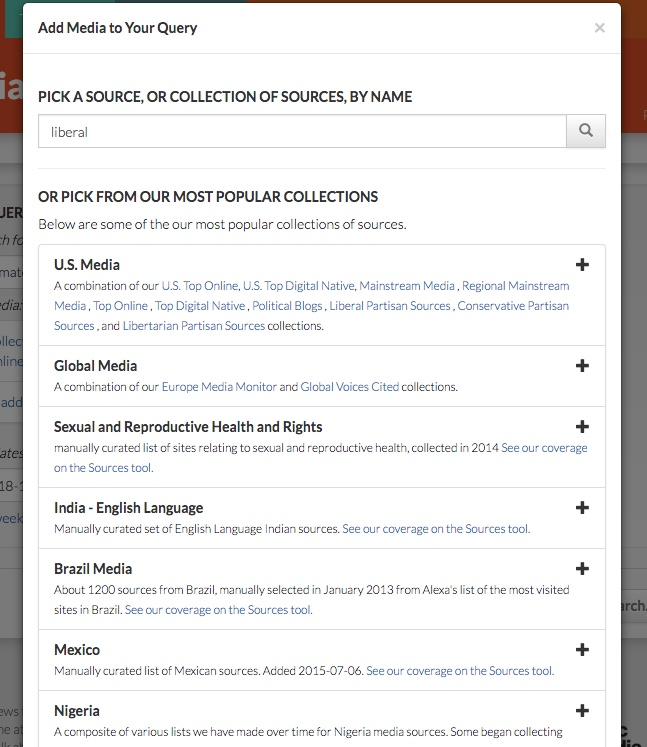 Add Media to Your Query
×
PICK A SOURCE, OR COLLECTION OF SOURCES, BY NAME
liberal
OR PICK FROM OUR MOST POPULAR COLLECTIONS
Below are some of the our most popular collections of sources.
U.S. Media
A combination of our U.S. Top Online, U.S. Top Digital Native, Mainstream Media , Regional Mainstream
Media , Top Online , Top Digital Native , Political Blogs , Liberal Partisan Sources , Conservative Partisan
Sources , and Libertarian Partisan Sources collections.
Global Media
A combination of our Europe Media Monitor and Global Voices Cited collections.
Sexual and Reproductive Health and Rights
manually curated list of sites relating to sexual and reproductive health, collected in 2014 See our coverage
on the Sources tool.
India - English Language
Manually curated set of English Language Indian sources. See our coverage on the Sources tool.
Brazil Media
About 1200 sources from Brazil, manually selected in January 2013 from Alexa's list of the most visited
sites in Brazil. See our coverage on the Sources tool.
Mexico
Manually curated list of Mexican sources. Added 2015-07-06. See our coverage on the Sources tool.
Nigeria
A composite of various lists we have made over time for Nigeria media sources. Some began collecting